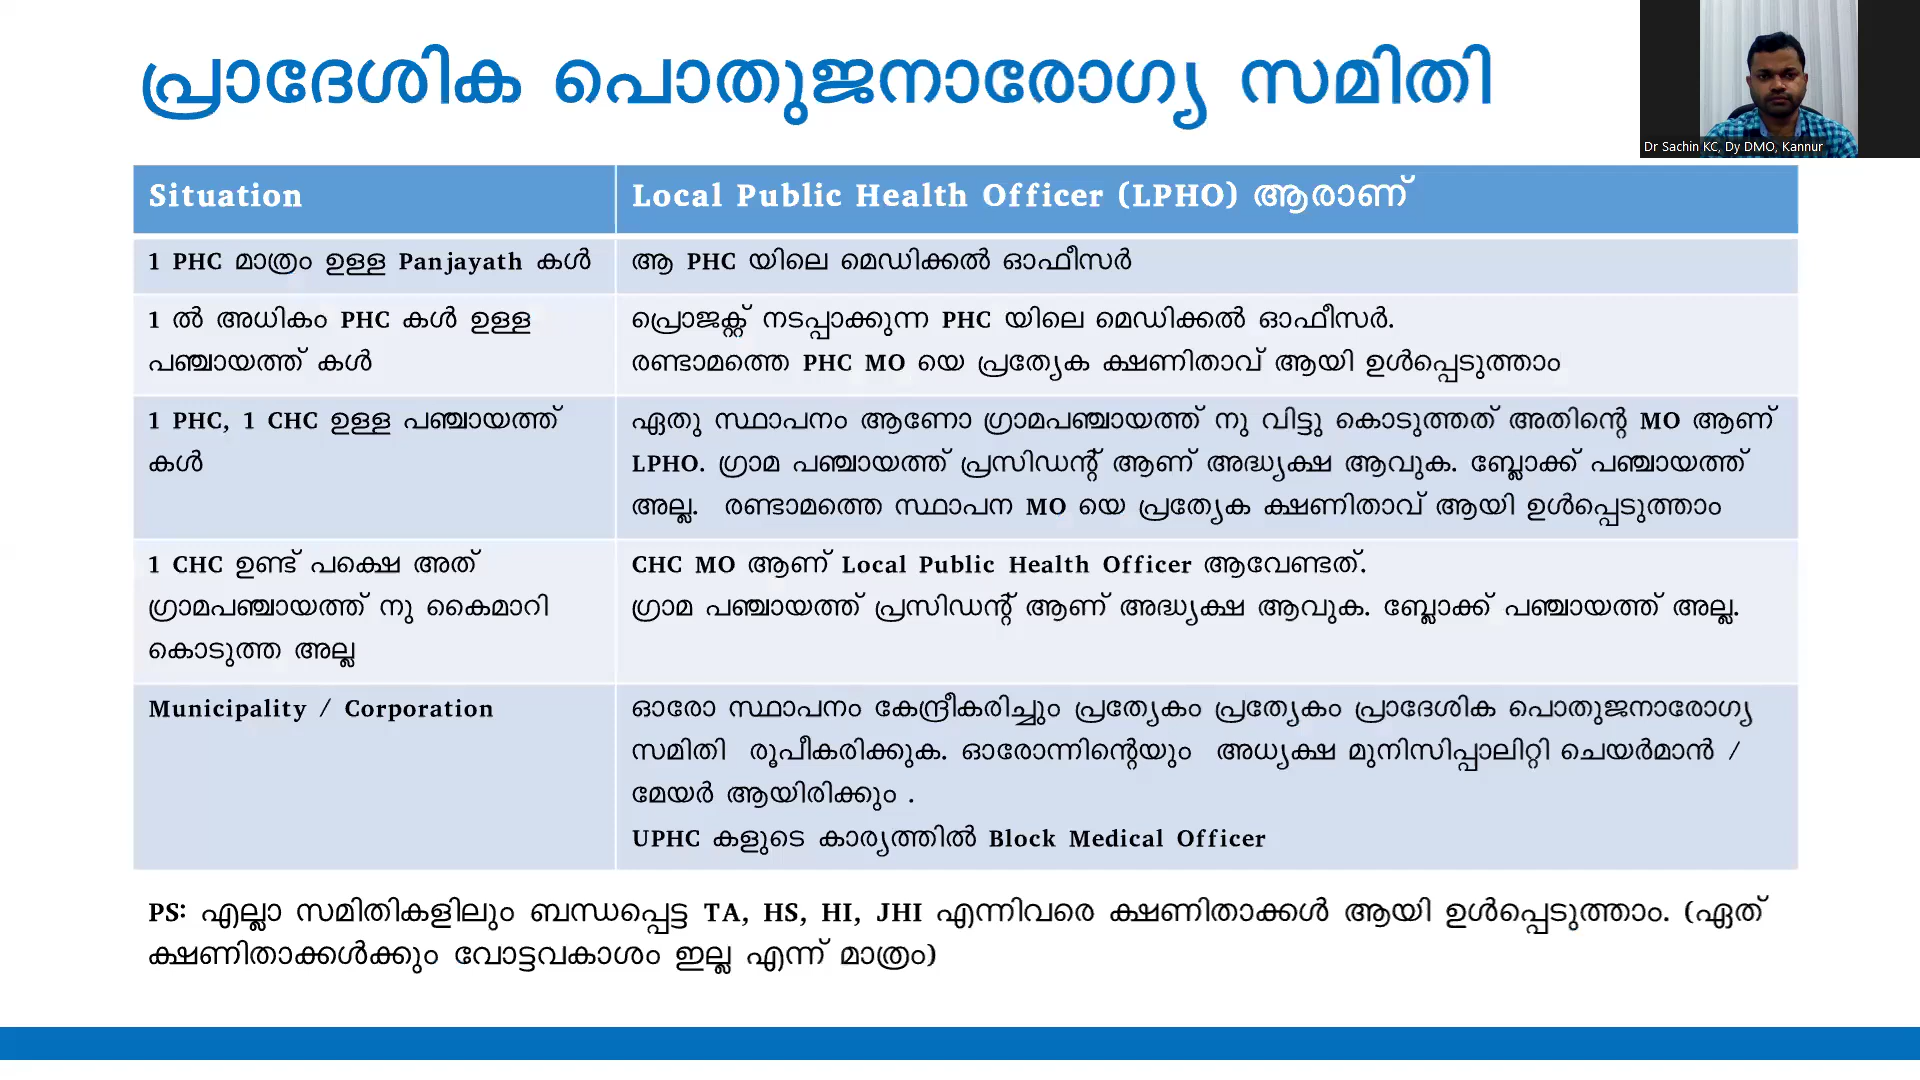 പ്രാദേശിക പൊതുജനാരോഗ്യ സമിതി
Dr Sachin KC, Dy DMO, Kannur
Situation
Local Public Health Officer (LPHO) ആരാണ്
1 PHC മാത്രം ഉള്ള Panjayath കൾ
ആ PHC യിലെ മെഡിക്കൽ ഓഫീസർ
1 ൽ അധികം PHC കൾ ഉള്ള
പഞ്ചായത്ത് കൾ
പ്രൊജക്റ്റ് നടപ്പാക്കുന്ന PHC യിലെ മെഡിക്കൽ ഓഫീസർ.
രണ്ടാമത്തെ PHC MO യെ പ്രത്യേക ക്ഷണിതാവ് ആയി ഉൾപ്പെടുത്താം
1 PHC, 1 CHC ഉള്ള പഞ്ചായത്ത്
കൾ
ഏതു സ്ഥാപനം ആണോ ഗ്രാമപഞ്ചായത്ത് നു വിട്ടു കൊടുത്തത് അതിന്റെ MO ആണ്
LPHO. ഗ്രാമ പഞ്ചായത്ത് പ്രസിഡന്റ് ആണ് അദ്ധ്യക്ഷ ആവുക. ബ്ലോക്ക് പഞ്ചായത്ത്
അല്ല. രണ്ടാമത്തെ സ്ഥാപന MO യെ പ്രത്യേക ക്ഷണിതാവ് ആയി ഉൾപ്പെടുത്താം
1 CHC ഉണ്ട് പക്ഷെ അത്
ഗ്രാമപഞ്ചായത്ത് നു കൈമാറി
കൊടുത്ത അല്ല
CHC MO ആണ് Local Public Health Officer ആവേണ്ടത്.
ഗ്രാമ പഞ്ചായത്ത് പ്രസിഡന്റ് ആണ് അദ്ധ്യക്ഷ ആവുക. ബ്ലോക്ക് പഞ്ചായത്ത് അല്ല.
Municipality / Corporation
ഓരോ സ്ഥാപനം കേന്ദ്രീകരിച്ചും പ്രത്യേകം പ്രത്യേകം പ്രാദേശിക പൊതുജനാരോഗ്യ
സമിതി രൂപീകരിക്കുക. ഓരോന്നിന്റെയും അധ്യക്ഷ മുനിസിപ്പാലിറ്റി ചെയർമാൻ /
മേയർ ആയിരിക്കും .
UPHC കളുടെ കാര്യത്തിൽ Block Medical Officer
PS: എല്ലാ സമിതികളിലും ബന്ധപ്പെട്ട TA, HS, HI, JHI എന്നിവരെ ക്ഷണിതാക്കൾ ആയി ഉൾപ്പെടുത്താം. (ഏത്
ക്ഷണിതാക്കൾക്കും വോട്ടവകാശം ഇല്ല എന്ന് മാത്രം)